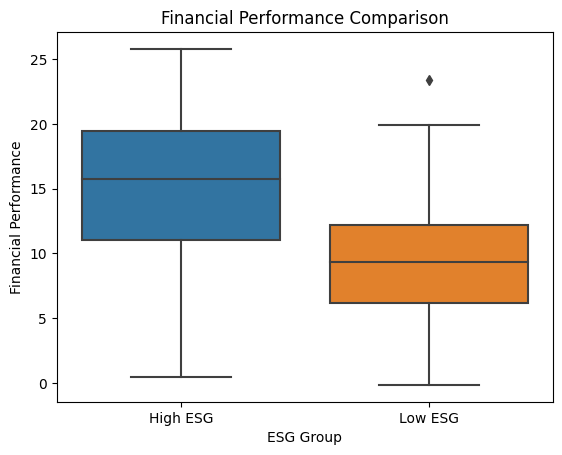 Financial Performance Comparison
Financial Performance
25
20
15
10
5
0
High ESG
Low ESG
ESG Group